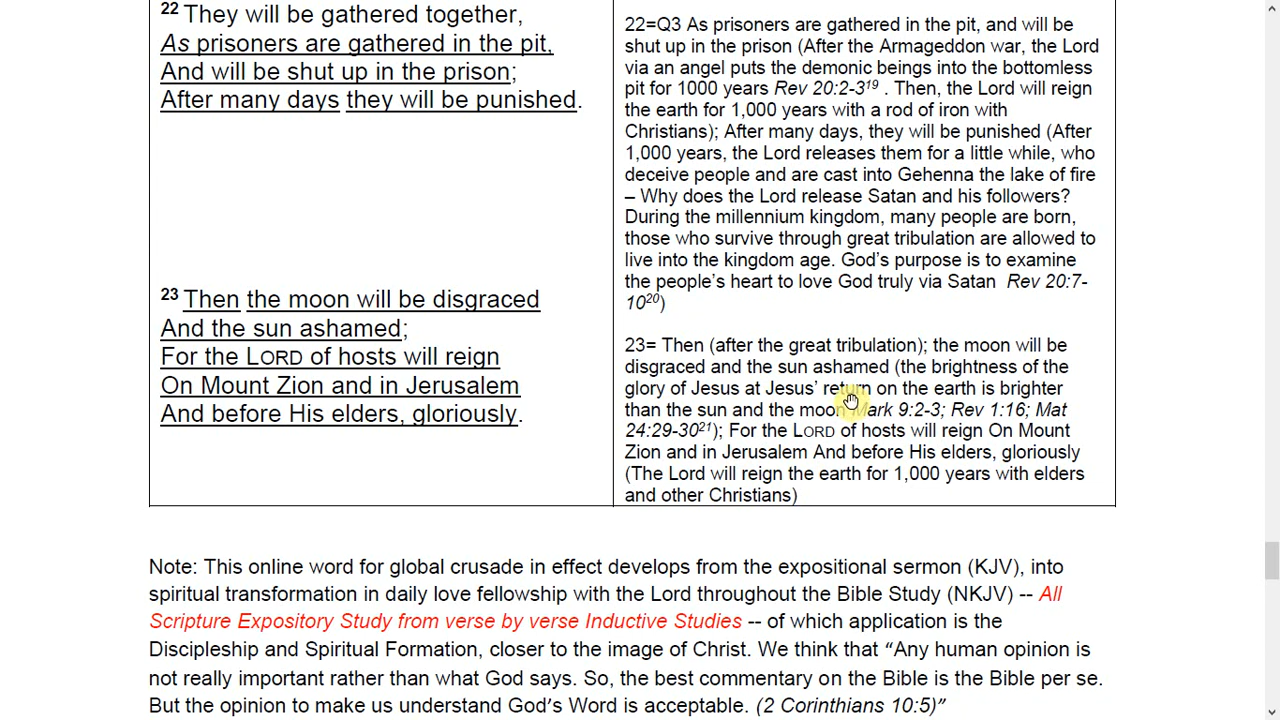 22 They will be gathered together,
As prisoners are gathered in the pit,
And will be shut up in the prison;
After many days they will be punished.
23 Then the moon will be disgraced
And the sun ashamed;
For the LORD of hosts will reign
On Mount Zion and in Jerusalem
And before His elders, gloriously.
22=Q3 As prisoners are gathered in the pit, and will be
shut up in the prison (After the Armageddon war, the Lord
via an angel puts the demonic beings into the bottomless
pit for 1000 years Rev 20:2-3¹⁹ . Then, the Lord will reign
the earth for 1,000 years with a rod of iron with
Christians); After many days, they will be punished (After
1,000 years, the Lord releases them for a little while, who
deceive people and are cast into Gehenna the lake of fire
– Why does the Lord release Satan and his followers?
During the millennium kingdom, many people are born,
those who survive through great tribulation are allowed to
live into the kingdom age. God’s purpose is to examine
the people’s heart to love God truly via Satan Rev 20:7-
10²⁰)
23= Then (after the great tribulation); the moon will be
disgraced and the sun ashamed (the brightness of the
glory of Jesus at Jesus’ return on the earth is brighter
than the sun and the moon Mark 9:2-3; Rev 1:16; Mat
24:29-30²¹); For the LORD of hosts will reign On Mount
Zion and in Jerusalem And before His elders, gloriously
(The Lord will reign the earth for 1,000 years with elders
and other Christians)
Note: This online word for global crusade in effect develops from the expositional sermon (KJV), into
spiritual transformation in daily love fellowship with the Lord throughout the Bible Study (NKJV) -- All
Scripture Expository Study from verse by verse Inductive Studies -- of which application is the
Discipleship and Spiritual Formation, closer to the image of Christ. We think that “Any human opinion is
not really important rather than what God says. So, the best commentary on the Bible is the Bible per se.
But the opinion to make us understand God’s Word is acceptable. (2 Corinthians 10:5)”